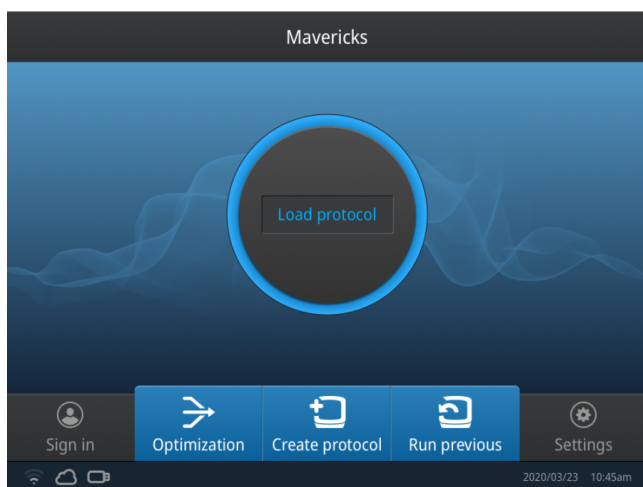 Mavericks
Load protocol
Sign in
Optimization
Create protocol
Run previous
Settings
2020/03/23 10:45am